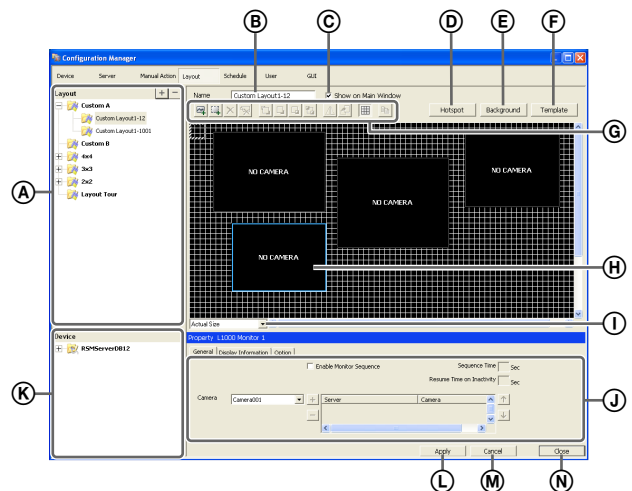 B C D E F
Configuration Manager
Device Server Manual Action Layout Schedule User GUI
Layout + −
Name Custom Layout1-12 Show on Main Window
Hotspot Background Template
Custom A
Custom Layout1-12
Custom Layout1-1001
Custom B
4x4
3x3
2x2
Layout Tour
G
A
NO CAMERA
NO CAMERA
NO CAMERA
NO CAMERA
H
Actual Size
I
Device
RSMServerDB12
K
Property L1000 Monitor 1
General Display Information Option
Enable Monitor Sequence
Sequence Time Sec
Resume Time on Inactivity Sec
Camera Camera001 + −
Server Camera
J
Apply Cancel Close
L M N